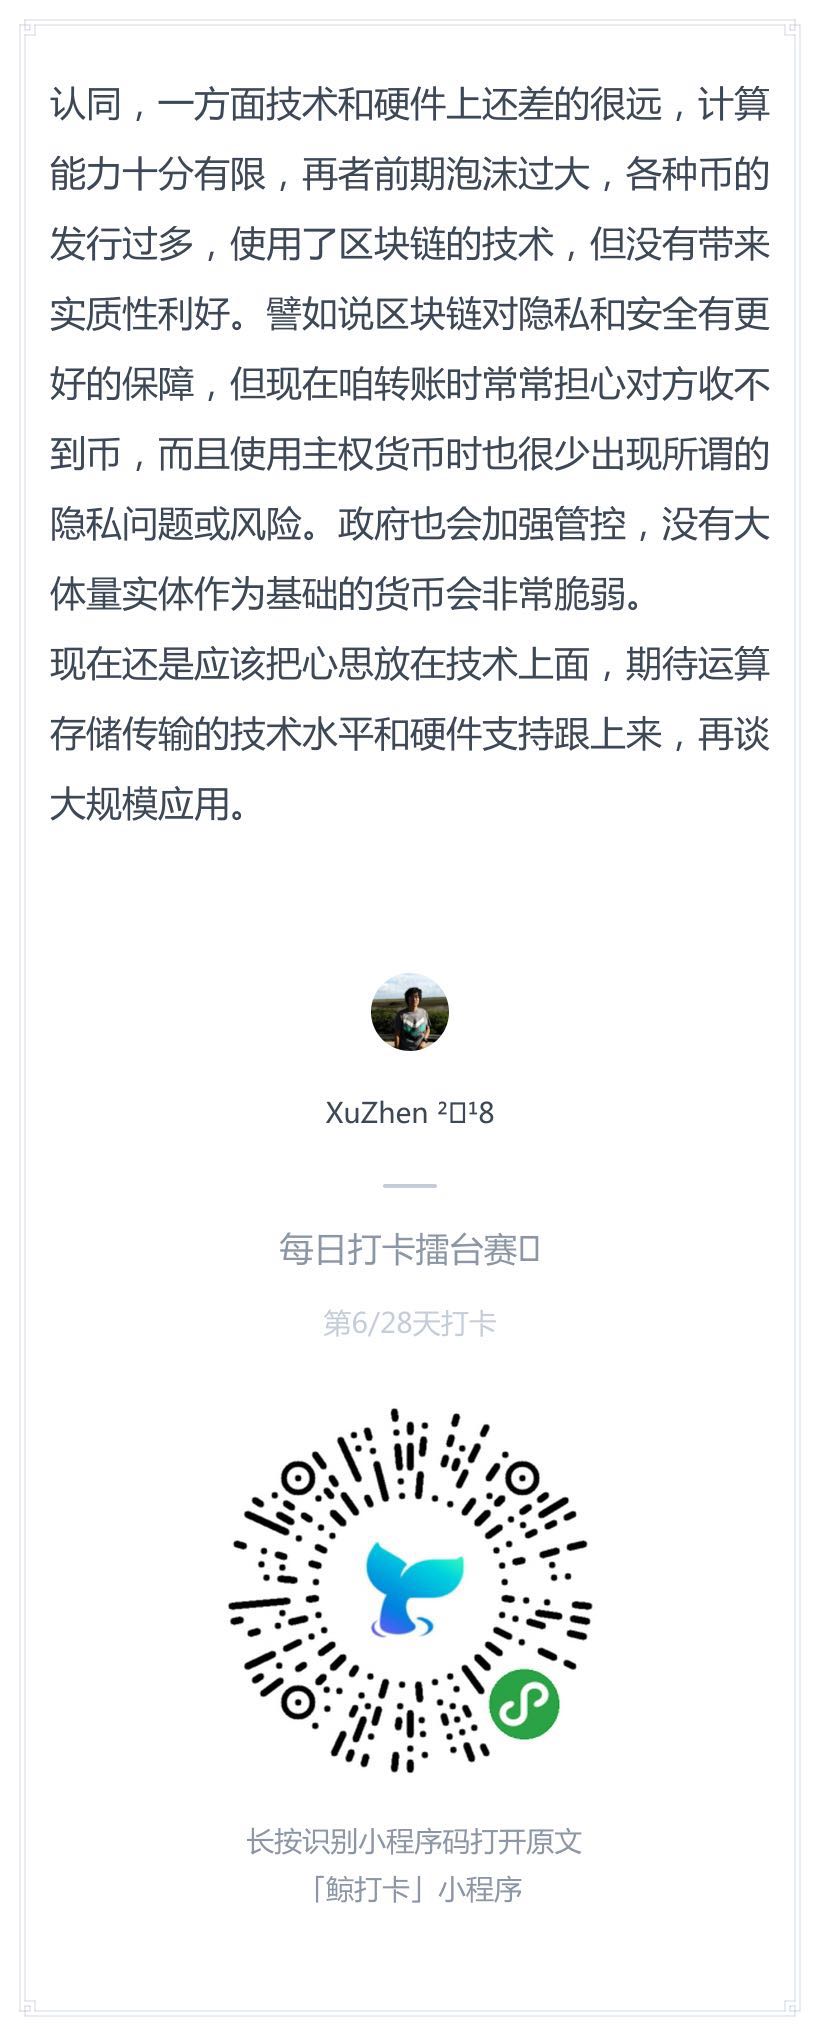 认同，一方面技术和硬件上还差的很远，计算
能力十分有限，再者前期泡沫过大，各种币的
发行过多，使用了区块链的技术，但没有带来
实质性利好。譬如说区块链对隐私和安全有更
好的保障，但现在咱转账时常常担心对方收不
到币，而且使用主权货币时也很少出现所谓的
隐私问题或风险。政府也会加强管控，没有大
体量实体作为基础的货币会非常脆弱。
现在还是应该把心思放在技术上面，期待运算
存储传输的技术水平和硬件支持跟上来，再谈
大规模应用。
XuZhen ²▯¹8
每日打卡擂台赛▯
第6/28天打卡
长按识别小程序码打开原文
「鲸打卡」小程序